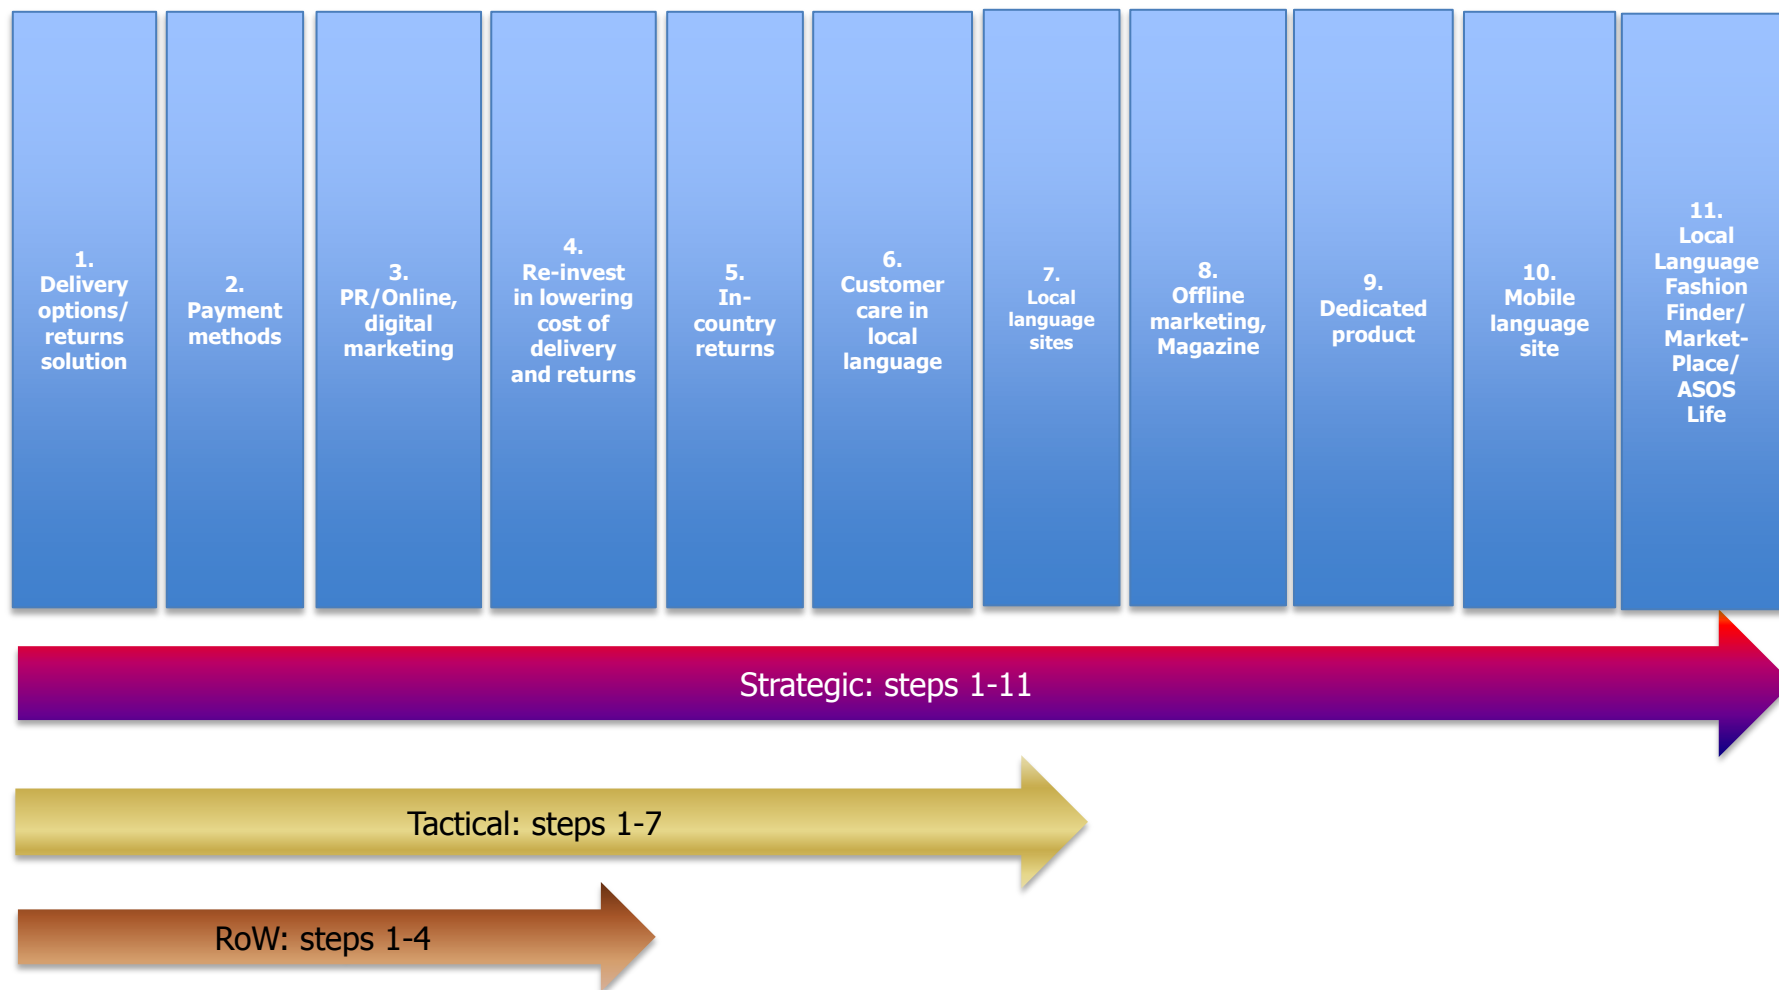 1.
Delivery
options/
returns
solution
2.
Payment
methods
3.
PR/Online,
digital
marketing
4.
Re-invest
in lowering
cost of
delivery
and returns
5.
In-
country
returns
6.
Customer
care in
local
language
7.
Local
language
sites
8.
Offline
marketing,
Magazine
9.
Dedicated
product
10.
Mobile
language
site
11.
Local
Language
Fashion
Finder/
Market-
Place/
ASOS
Life
Strategic: steps 1-11
Tactical: steps 1-7
RoW: steps 1-4